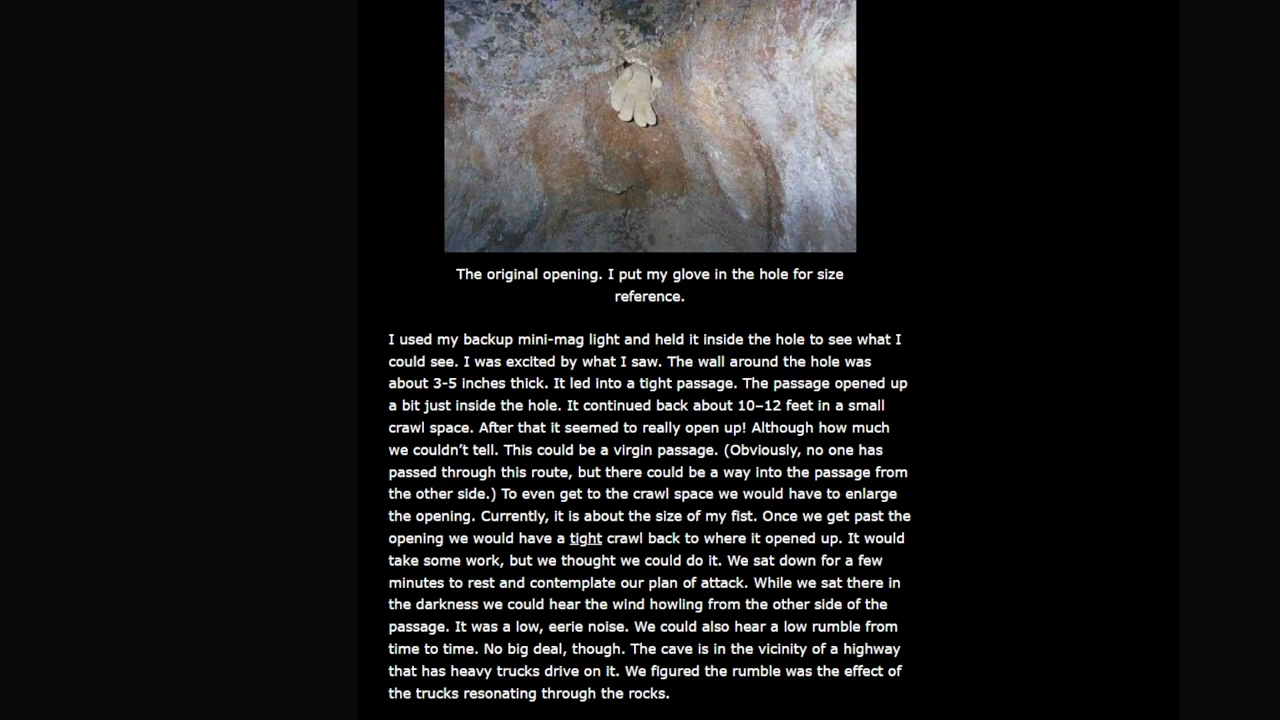 The original opening. I put my glove in the hole for size
reference.
I used my backup mini-mag light and held it inside the hole to see what I
could see. I was excited by what I saw. The wall around the hole was
about 3-5 inches thick. It led into a tight passage. The passage opened up
a bit just inside the hole. It continued back about 10–12 feet in a small
crawl space. After that it seemed to really open up! Although how much
we couldn’t tell. This could be a virgin passage. (Obviously, no one has
passed through this route, but there could be a way into the passage from
the other side.) To even get to the crawl space we would have to enlarge
the opening. Currently, it is about the size of my fist. Once we get past the
opening we would have a tight crawl back to where it opened up. It would
take some work, but we thought we could do it. We sat down for a few
minutes to rest and contemplate our plan of attack. While we sat there in
the darkness we could hear the wind howling from the other side of the
passage. It was a low, eerie noise. We could also hear a low rumble from
time to time. No big deal, though. The cave is in the vicinity of a highway
that has heavy trucks drive on it. We figured the rumble was the effect of
the trucks resonating through the rocks.